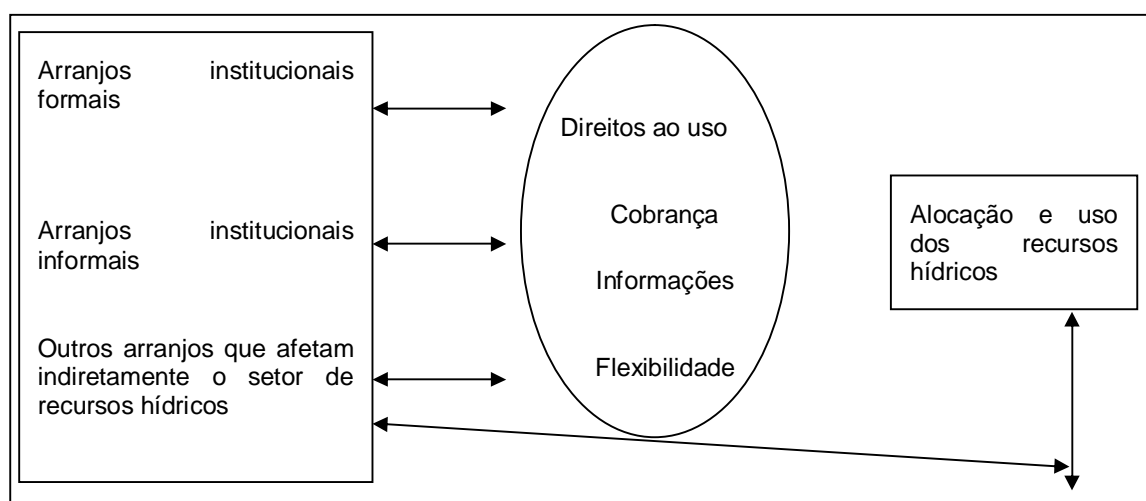 Arranjos institucionais
formais
Arranjos institucionais
informais
Outros arranjos que afetam
indiretamente o setor de
recursos hídricos
Direitos ao uso
Cobrança
Informações
Flexibilidade
Alocação e uso
dos recursos
hídricos